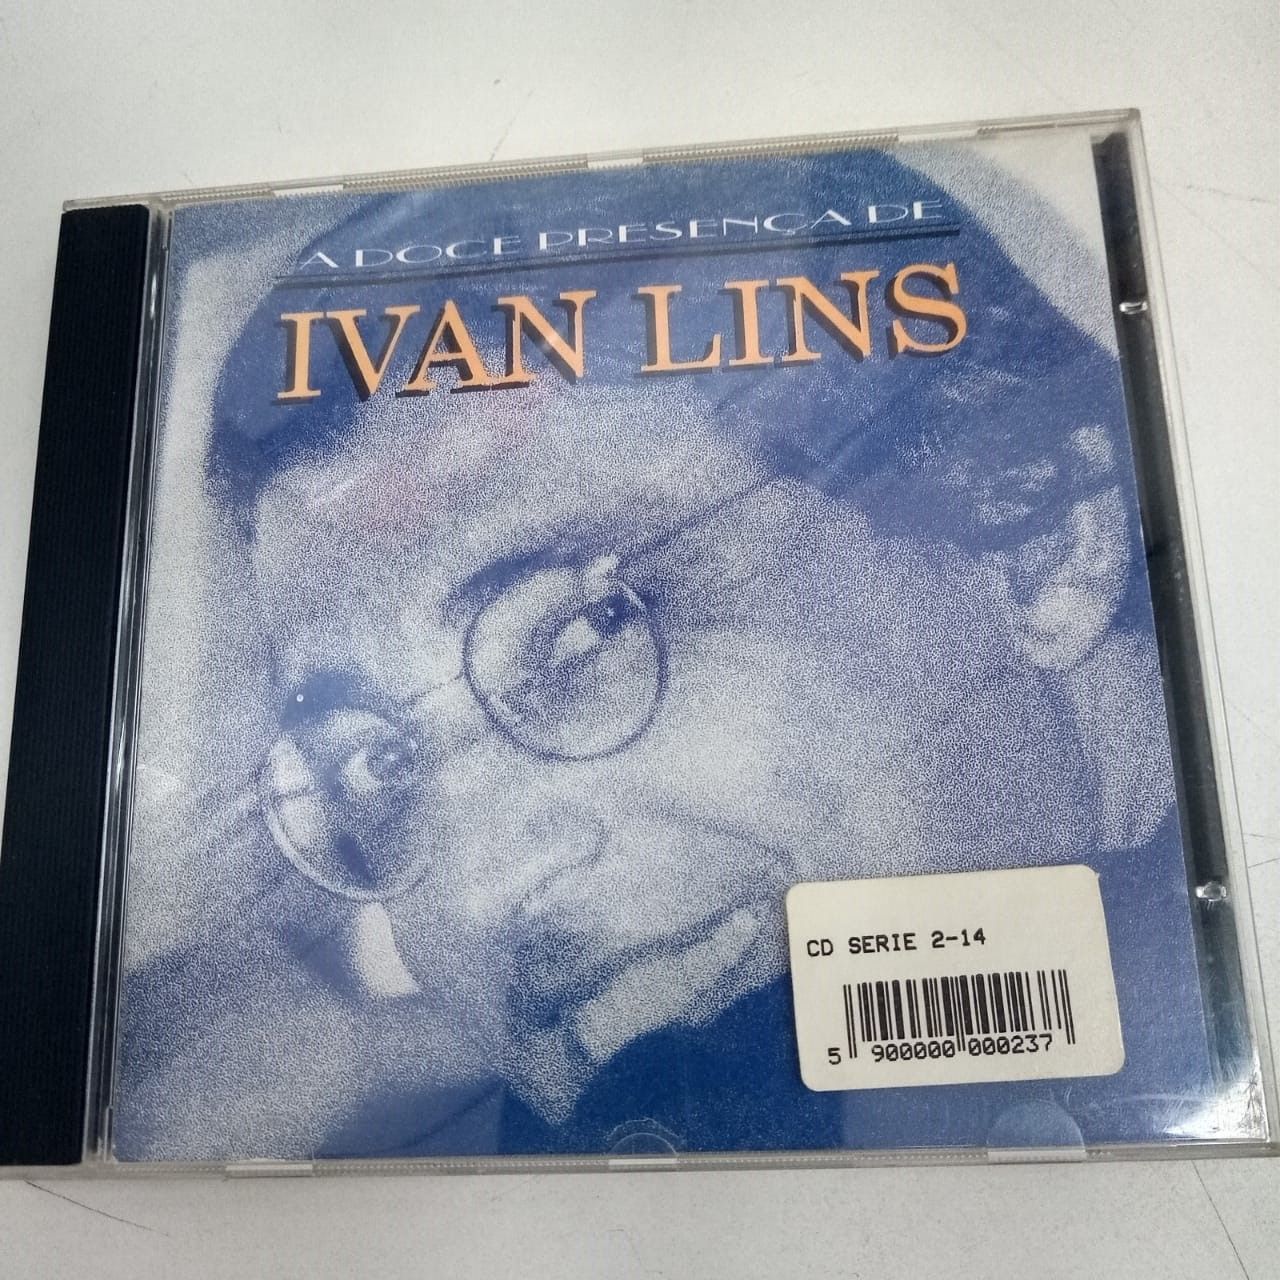 A DOCE PRESENÇA DE
IVAN LINS
CD SERIE 2-14
5 900000 000237